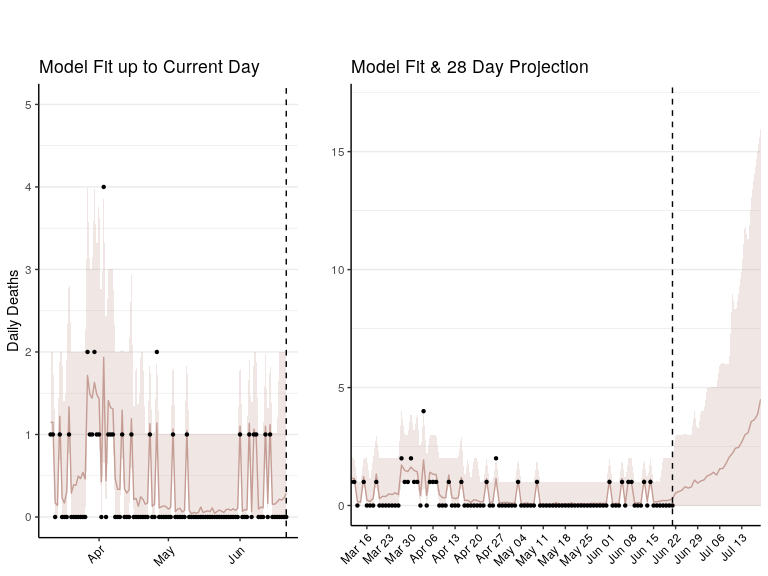 Model Fit up to Current Day
Model Fit & 28 Day Projection
Daily Deaths
5
4
3
2
1
0
Apr
May
Jun
15
10
5
0
Mar 16
Mar 23
Mar 30
Apr 06
Apr 13
Apr 20
Apr 27
May 04
May 11
May 18
May 25
Jun 01
Jun 08
Jun 15
Jun 22
Jun 29
Jul 06
Jul 13